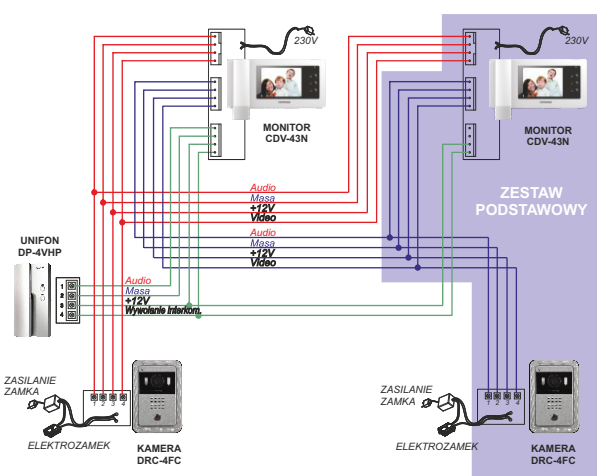 230V
230V
MONITOR
CDV-43N
MONITOR
CDV-43N
ZESTAW
PODSTAWOWY
Audio
Masa
+12V
Video
Audio
Masa
+12V
Video
UNIFON
DP-4VHP
1
2
3
4
Audio
Masa
+12V
Wywołanie Interkom.
ZASILANIE
ZAMKA
1 2 3 4
ELEKTROZAMEK
KAMERA
DRC-4FC
ZASILANIE
ZAMKA
1 2 3 4
ELEKTROZAMEK
KAMERA
DRC-4FC